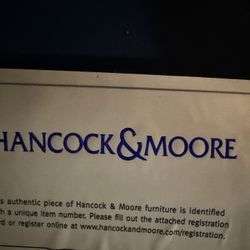 HANCOCK&MOORE
authentic piece of Hancock & Moore furniture is identified
a unique item number. Please fill out the attached registration
or register online at www.hancockandmoore.com/registration.